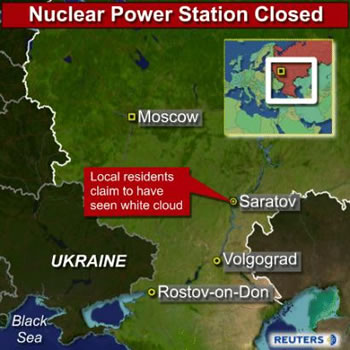 Nuclear Power Station Closed
Moscow
Local residents
claim to have
seen white cloud
Saratov
UKRAINE
Volgograd
Rostov-on-Don
Black
Sea
REUTERS